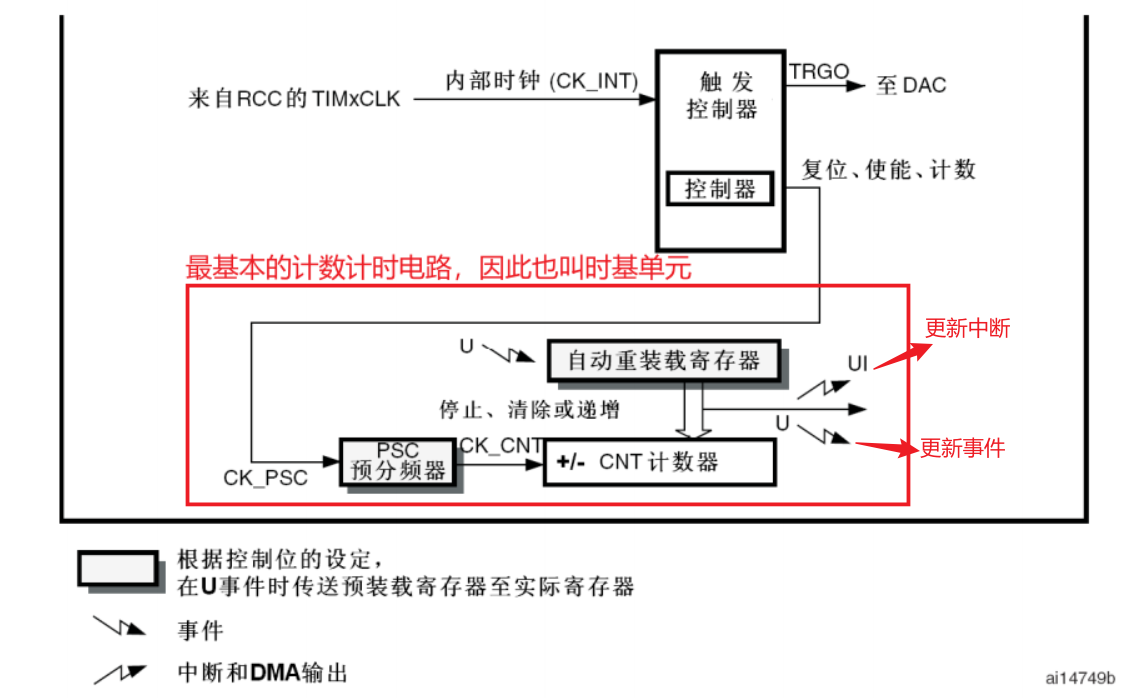 来自RCC的TIMxCLK
内部时钟 (CK_INT)
触发
控制器
TRGO
至 DAC
控制器
复位、使能、计数
最基本的计数计时电路，因此也叫时基单元
U
自动重装载寄存器
UI
更新中断
停止、清除或递增
U
更新事件
CK_PSC
PSC
预分频器
CK_CNT
+/- CNT 计数器
根据控制位的设定，
在U事件时传送预装载寄存器至实际寄存器
事件
中断和DMA输出
ai14749b